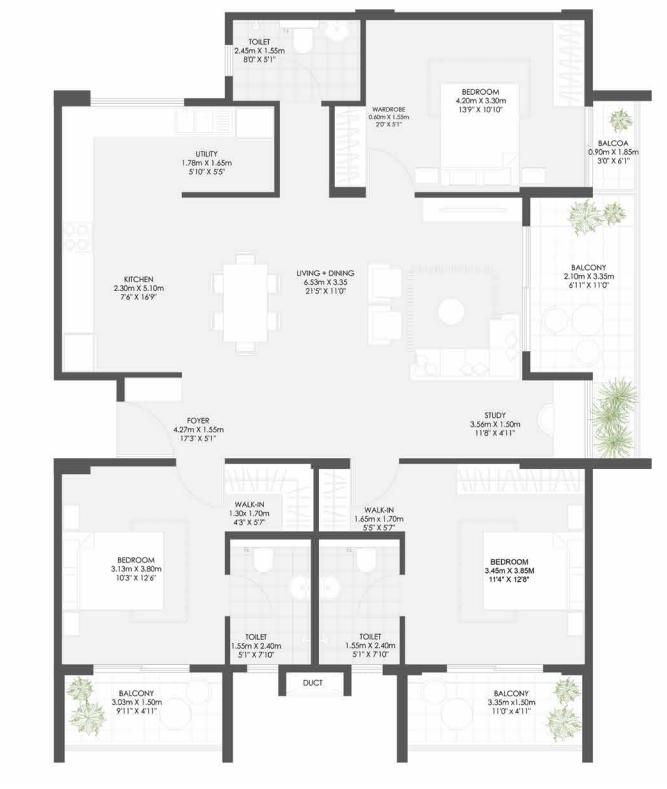 TOILET
2.45m X 1.55m
8'0" X 5'1"
BEDROOM
4.20m X 3.30m
13'9" X 10'10"
WARDROBE
0.60m X 1.55m
2'0" X 5'1"
BALCOA
0.90m X 1.85m
3'0" X 6'1"
UTILITY
1.78m X 1.65m
5'10" X 5'5"
KITCHEN
2.30m X 5.10m
7'6" X 16'9"
LIVING + DINING
6.53m X 3.35
21'5" X 11'0"
BALCONY
2.10m X 3.35m
6'11" X 11'0"
FOYER
4.27m X 1.55m
17'3" X 5'1"
STUDY
3.56m X 1.50m
11'8" X 4'11"
WALK-IN
1.30x 1.70m
4'3" X 5'7"
WALK-IN
1.65m x 1.70m
5'5" X 5'7"
BEDROOM
3.13m X 3.80m
10'3" X 12'6"
BEDROOM
3.45m X 3.85M
11'4" X 12'8"
TOILET
1.55m X 2.40m
5'1" X 7'10"
TOILET
1.55m X 2.40m
5'1" X 7'10"
DUCT
BALCONY
3.03m X 1.50m
9'11" X 4'11"
BALCONY
3.35m x1.50m
11'0" x 4'11"